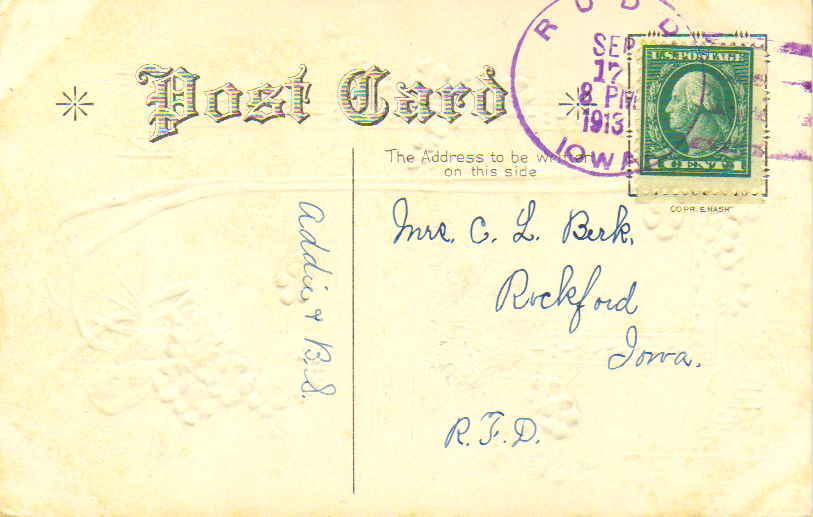 RUDD
SEP
17
8 PM
1913
IOWA
U.S. POSTAGE
1 CENT 1
Post Card
The Address to be written
on this side
COPR. E. NASH
Mrs. C. L. Berk,
Rockford
Iowa.
R.F.D.
Addie & B.S.